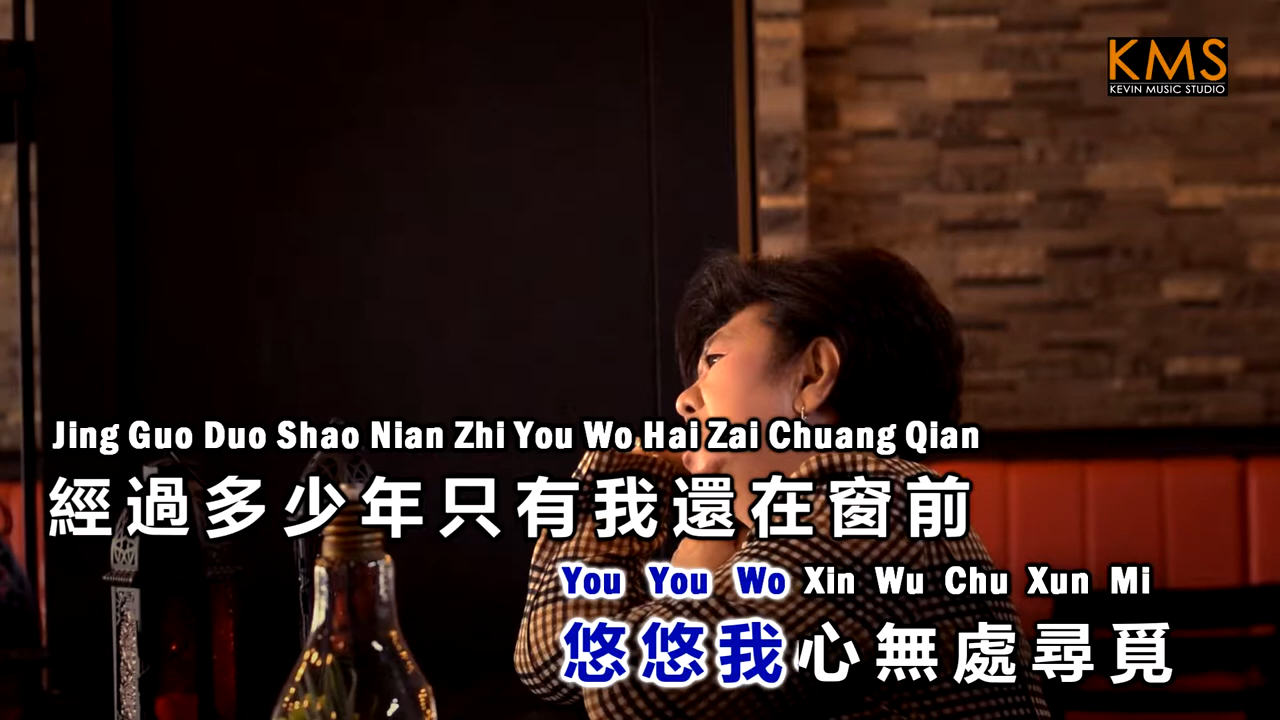 KMS
KEVIN MUSIC STUDIO
Jing Guo Duo Shao Nian Zhi You Wo Hai Zai Chuang Qian
經過多少年只有我還在窗前
You You Wo Xin Wu Chu Xun Mi
悠悠我心無處尋覓